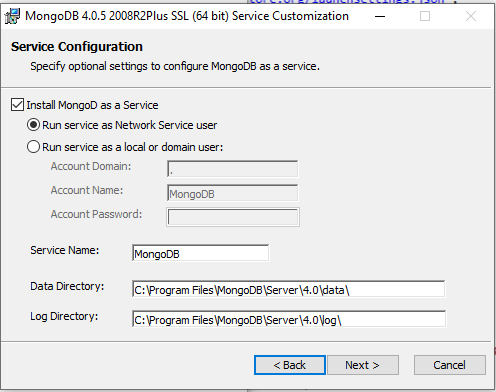 MongoDB 4.0.5 2008R2Plus SSL (64 bit) Service Customization
Service Configuration
Specify optional settings to configure MongoDB as a service.
Install MongoD as a Service
Run service as Network Service user
Run service as a local or domain user:
Account Domain: .
Account Name: MongoDB
Account Password:
Service Name: MongoDB
Data Directory: C:\Program Files\MongoDB\Server\4.0\data\
Log Directory: C:\Program Files\MongoDB\Server\4.0\log\
< Back Next > Cancel